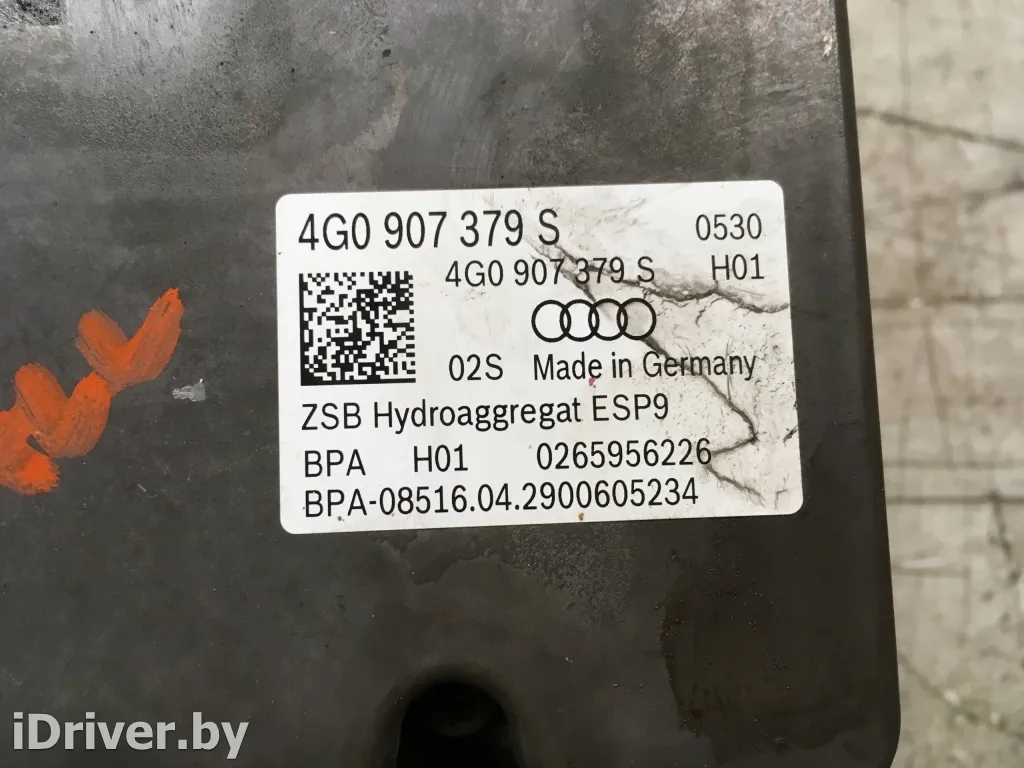 4G0 907 379 S 0530
4G0 907 379 S H01
02S Made in Germany
ZSB Hydroaggregat ESP9
BPA H01 0265956226
BPA-08516.04.2900605234
iDriver.by